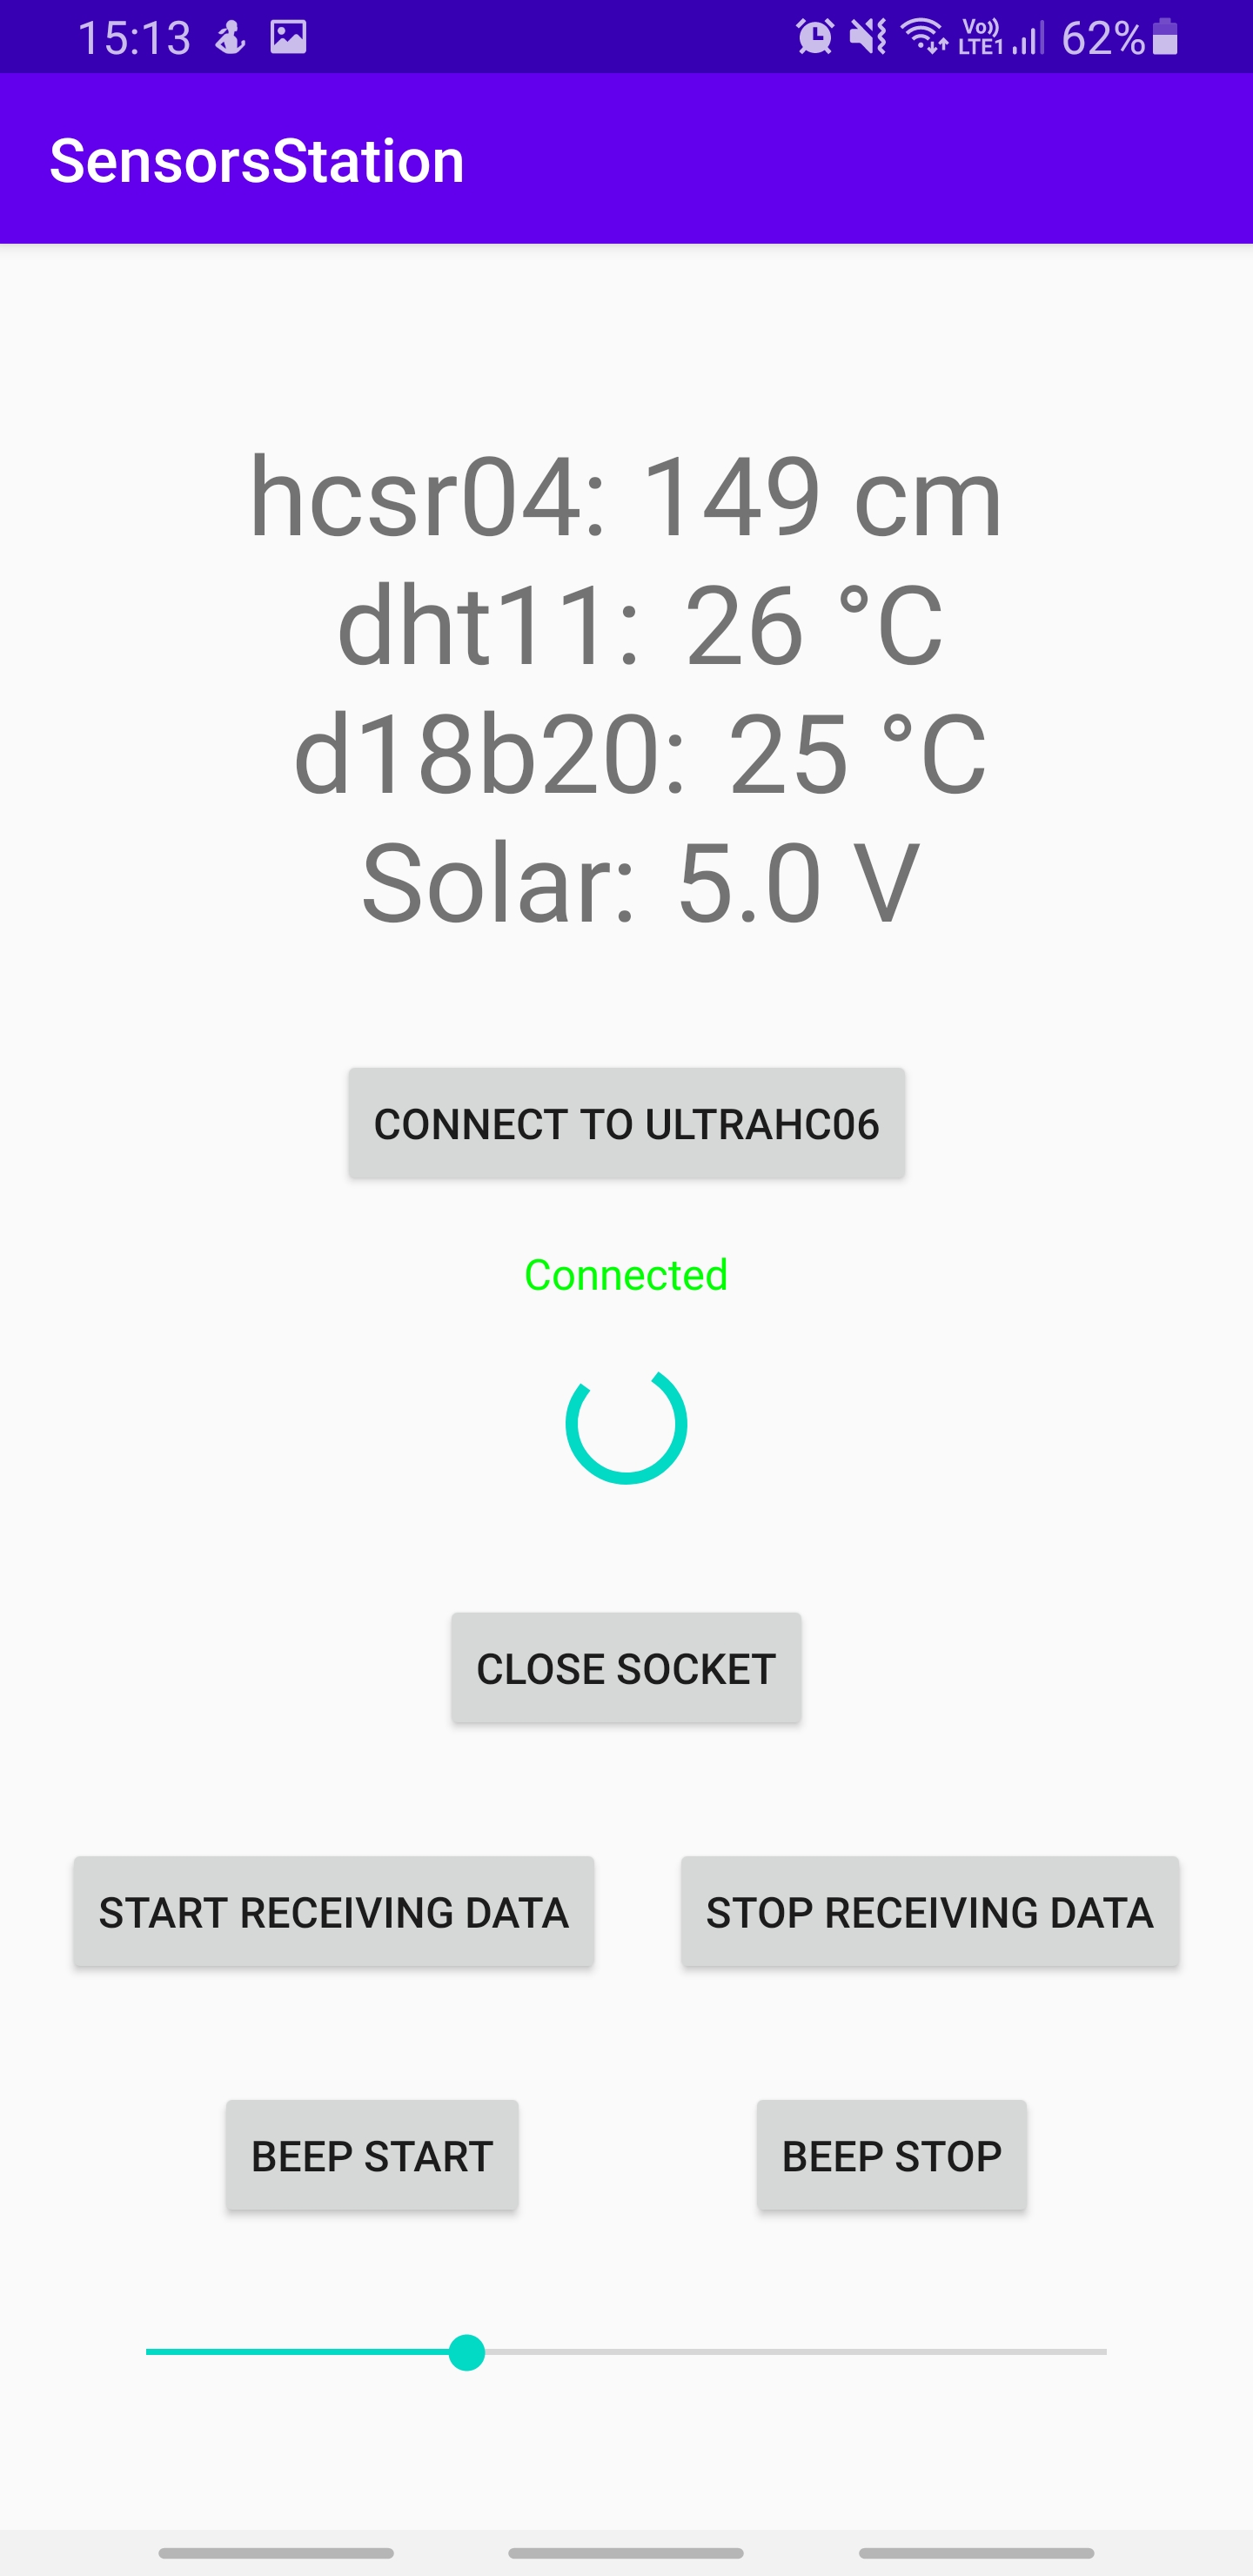 15:13 Vo)) LTE1 62%
SensorsStation
hcsr04: 149 cm
dht11: 26 °C
d18b20: 25 °C
Solar: 5.0 V
CONNECT TO ULTRAHC06
Connected
CLOSE SOCKET
START RECEIVING DATA STOP RECEIVING DATA
BEEP START BEEP STOP